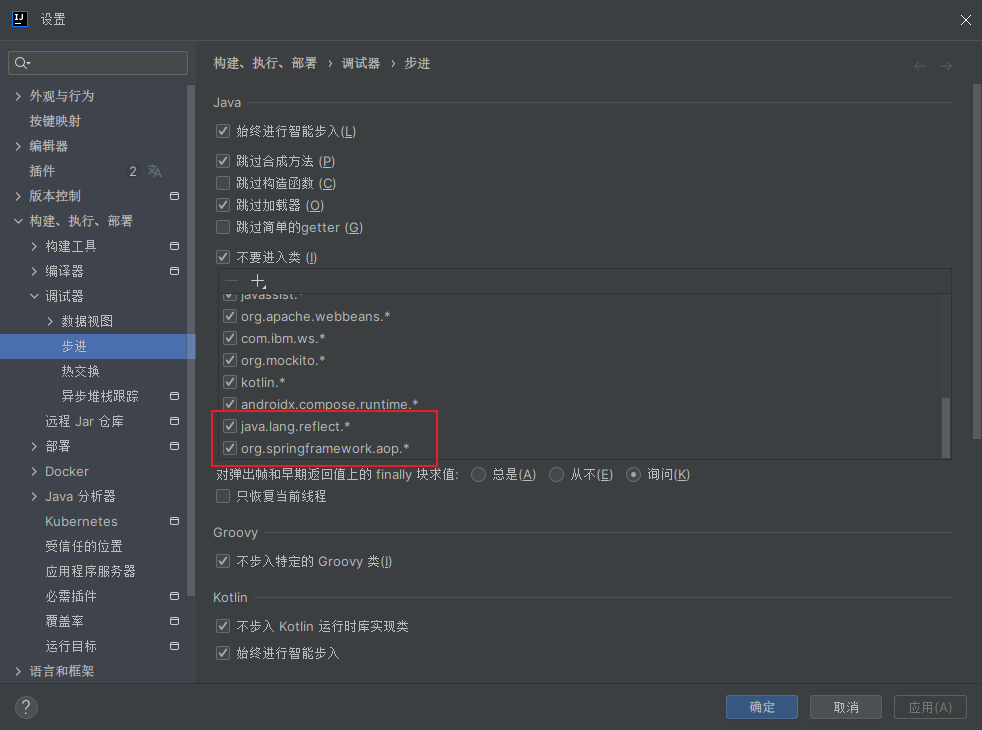 设置
构建、执行、部署 › 调试器 › 步进
外观与行为
按键映射
编辑器
插件 2
版本控制
构建、执行、部署
构建工具
编译器
调试器
数据视图
步进
热交换
异步堆栈跟踪
远程 Jar 仓库
部署
Docker
Java 分析器
Kubernetes
受信任的位置
应用程序服务器
必需插件
覆盖率
运行目标
语言和框架
Java
始终进行智能步入(L)
跳过合成方法 (P)
跳过构造函数 (C)
跳过加载器 (O)
跳过简单的getter (G)
不要进入类 (I)
javassist.*
org.apache.webbeans.*
com.ibm.ws.*
org.mockito.*
kotlin.*
androidx.compose.runtime.*
java.lang.reflect.*
org.springframework.aop.*
对弹出帧和早期返回值上的 finally 块求值: 总是(A) 从不(E) 询问(K)
只恢复当前线程
Groovy
不步入特定的 Groovy 类(I)
Kotlin
不步入 Kotlin 运行时库实现类
始终进行智能步入
? 确定 取消 应用(A)